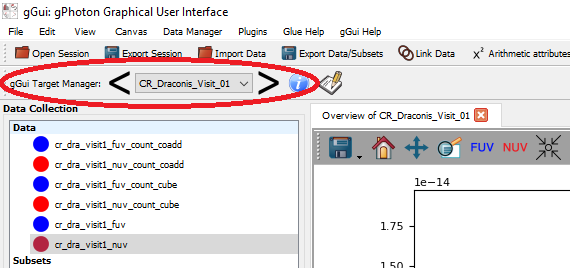 gGui: gPhoton Graphical User Interface
File Edit View Canvas Data Manager Plugins Glue Help gGui Help
Open Session Export Session Import Data Export Data/Subsets Link Data x² Arithmetic attributes
gGui Target Manager: < CR_Draconis_Visit_01 > i
Data Collection
Overview of CR_Draconis_Visit_01
Data
cr_dra_visit1_fuv_count_coadd
cr_dra_visit1_nuv_count_coadd
cr_dra_visit1_fuv_count_cube
cr_dra_visit1_nuv_count_cube
cr_dra_visit1_fuv
cr_dra_visit1_nuv
Subsets
FUV NUV
1e−14
1.75
1.50